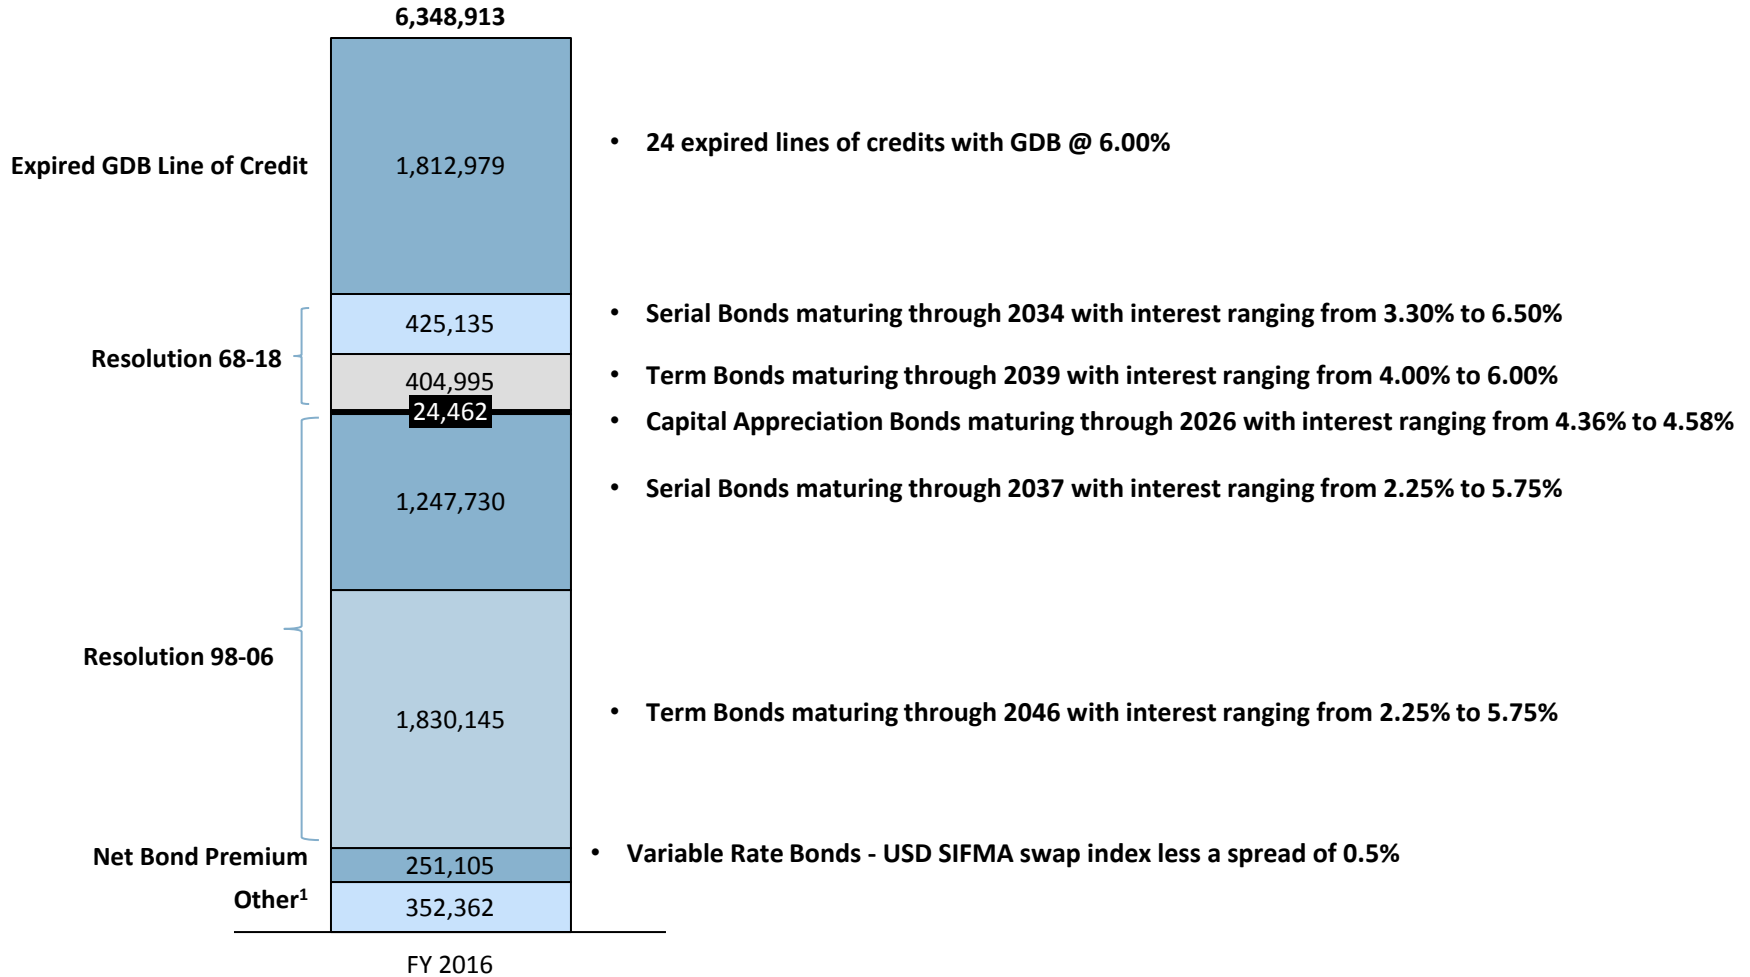 6,348,913
Expired GDB Line of Credit
1,812,979
• 24 expired lines of credits with GDB @ 6.00%
425,135
• Serial Bonds maturing through 2034 with interest ranging from 3.30% to 6.50%
Resolution 68-18
404,995
• Term Bonds maturing through 2039 with interest ranging from 4.00% to 6.00%
24,462
• Capital Appreciation Bonds maturing through 2026 with interest ranging from 4.36% to 4.58%
1,247,730
• Serial Bonds maturing through 2037 with interest ranging from 2.25% to 5.75%
Resolution 98-06
1,830,145
• Term Bonds maturing through 2046 with interest ranging from 2.25% to 5.75%
Net Bond Premium
251,105
• Variable Rate Bonds - USD SIFMA swap index less a spread of 0.5%
Other¹
352,362
FY 2016